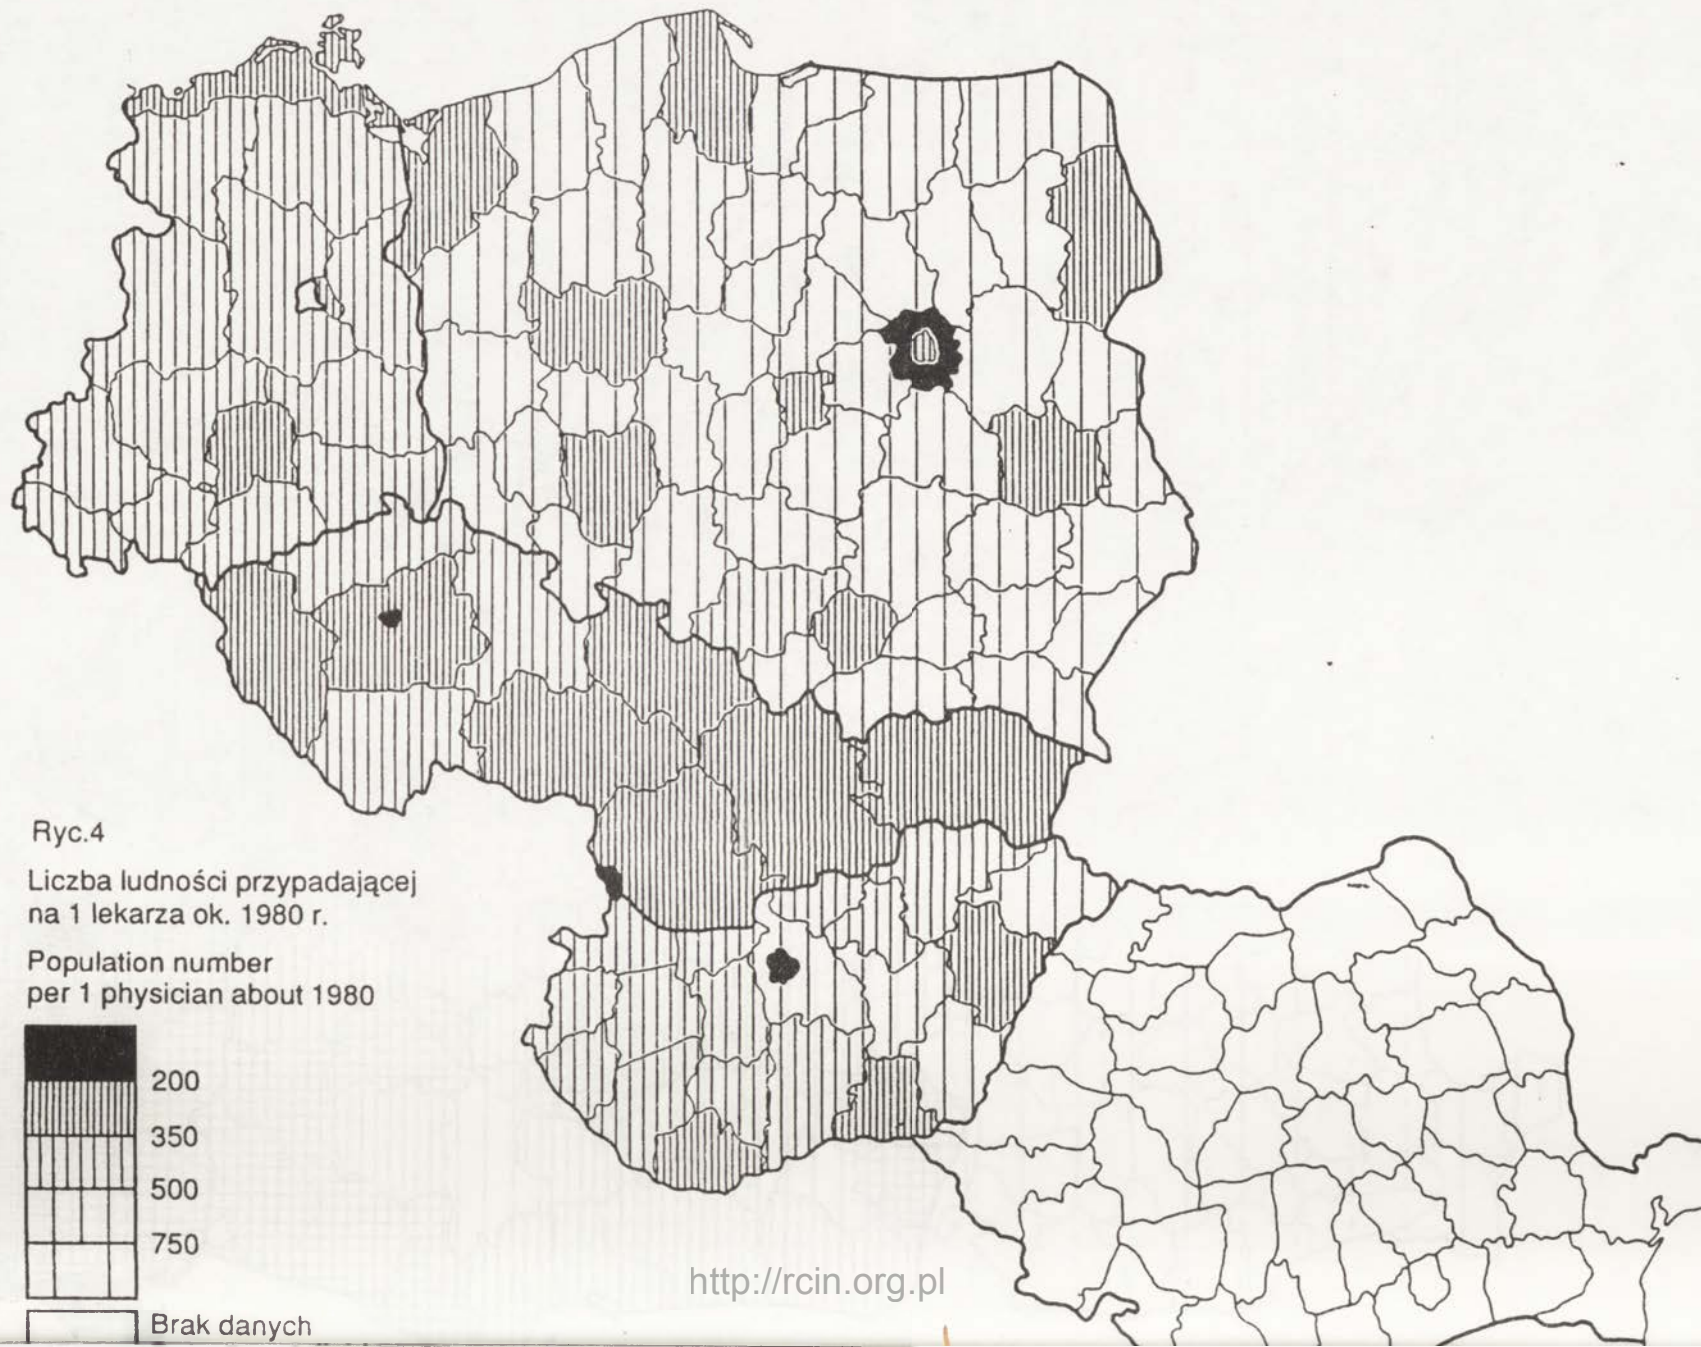 Ryc.4
Liczba ludności przypadającej
na 1 lekarza ok. 1980 r.
Population number
per 1 physician about 1980
200
350
500
750
Brak danych
http://rcin.org.pl